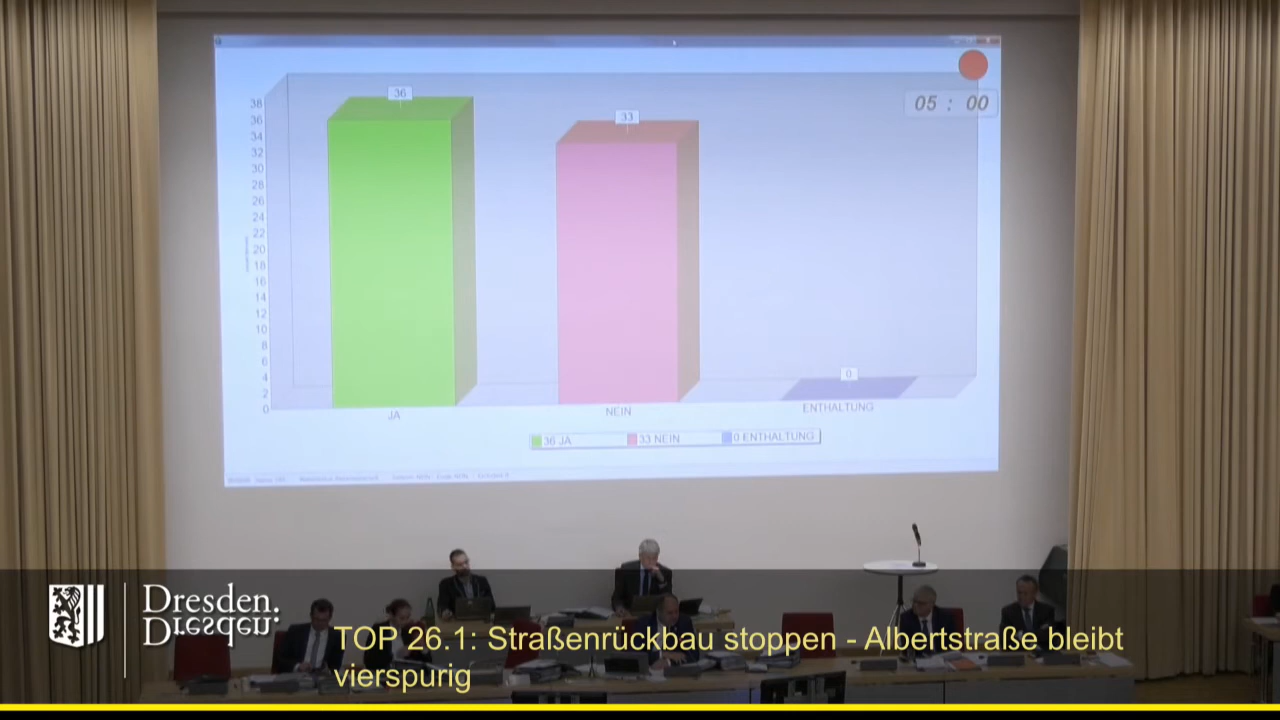 36
33
0
05 : 00
38
36
34
32
30
28
26
24
22
20
18
16
14
12
10
8
6
4
2
0
JA
NEIN
ENTHALTUNG
36 JA 33 NEIN 0 ENTHALTUNG
Dresden.
Dresden.
TOP 26.1: Straßenrückbau stoppen - Albertstraße bleibt
vierspurig